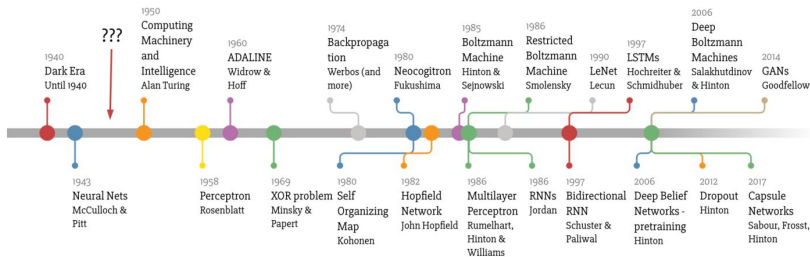 ???
1940
Dark Era
Until 1940
1950
Computing
Machinery
and
Intelligence
Alan Turing
1960
ADALINE
Widrow &
Hoff
1974
Backpropaga
tion
Werbos (and
more)
1980
Neocogitron
Fukushima
1985
Boltzmann
Machine
Hinton &
Sejnowski
1986
Restricted
Boltzmann
Machine
Smolensky
1990
LeNet
Lecun
1997
LSTMs
Hochreiter &
Schmidhuber
2006
Deep
Boltzmann
Machines
Salakhutdinov
& Hinton
2014
GANs
Goodfellow
1943
Neural Nets
McCulloch &
Pitt
1958
Perceptron
Rosenblatt
1969
XOR problem
Minsky &
Papert
1980
Self
Organizing
Map
Kohonen
1982
Hopfield
Network
John Hopfield
1986
Multilayer
Perceptron
Rumelhart,
Hinton &
Williams
1986
RNNs
Jordan
1997
Bidirectional
RNN
Schuster &
Paliwal
2006
Deep Belief
Networks -
pretraining
Hinton
2012
Dropout
Hinton
2017
Capsule
Networks
Sabour, Frosst,
Hinton